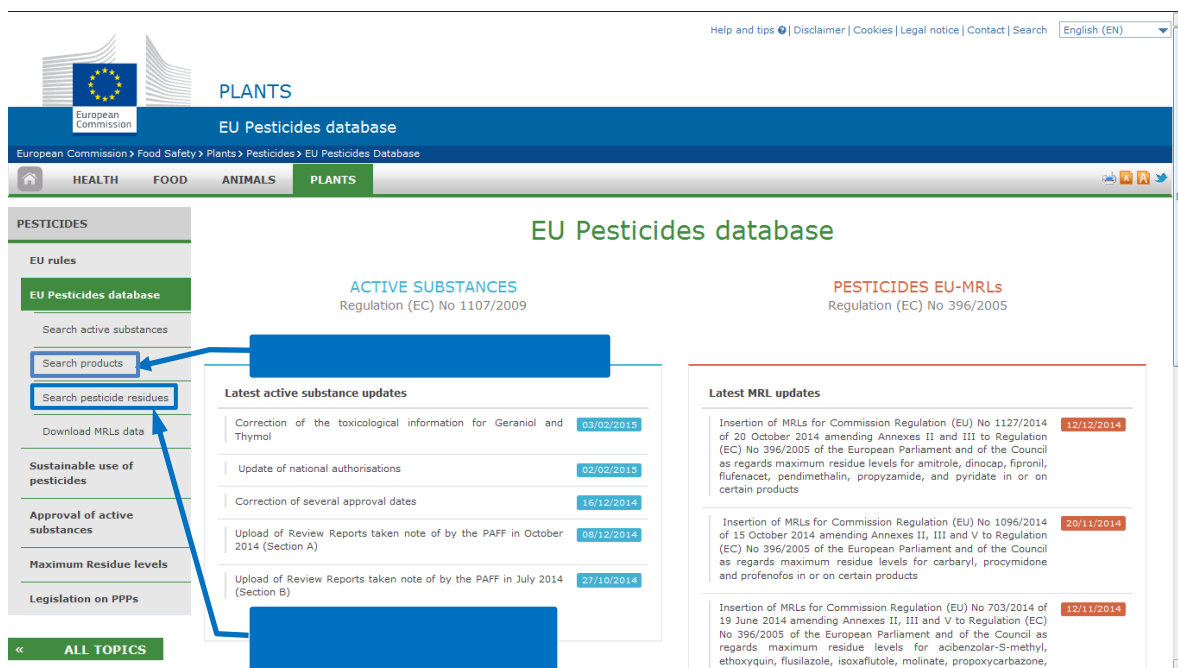 Help and tips | Disclaimer | Cookies | Legal notice | Contact | Search English (EN)
European
Commission
PLANTS
EU Pesticides database
European Commission > Food Safety > Plants > Pesticides > EU Pesticides Database
HEALTH FOOD ANIMALS PLANTS
A A
PESTICIDES
EU rules
EU Pesticides database
Search active substances
Search products
Search pesticide residues
Download MRLs data
Sustainable use of
pesticides
Approval of active
substances
Maximum Residue levels
Legislation on PPPs
« ALL TOPICS
EU Pesticides database
ACTIVE SUBSTANCES
Regulation (EC) No 1107/2009
Latest active substance updates
Correction of the toxicological information for Geraniol and 03/02/2015
Thymol
Update of national authorisations 02/02/2015
Correction of several approval dates 16/12/2014
Upload of Review Reports taken note of by the PAFF in October 08/12/2014
2014 (Section A)
Upload of Review Reports taken note of by the PAFF in July 2014 27/10/2014
(Section B)
PESTICIDES EU-MRLs
Regulation (EC) No 396/2005
Latest MRL updates
Insertion of MRLs for Commission Regulation (EU) No 1127/2014 12/12/2014
of 20 October 2014 amending Annexes II and III to Regulation
(EC) No 396/2005 of the European Parliament and of the Council
as regards maximum residue levels for amitrole, dinocap, fipronil,
flufenacet, pendimethalin, propyzamide, and pyridate in or on
certain products
Insertion of MRLs for Commission Regulation (EU) No 1096/2014 20/11/2014
of 15 October 2014 amending Annexes II, III and V to Regulation
(EC) No 396/2005 of the European Parliament and of the Council
as regards maximum residue levels for carbaryl, procymidone
and profenofos in or on certain products
Insertion of MRLs for Commission Regulation (EU) No 703/2014 of 12/11/2014
19 June 2014 amending Annexes II, III and V to Regulation (EC)
No 396/2005 of the European Parliament and of the Council as
regards maximum residue levels for acibenzolar-S-methyl,
ethoxyquin, flusilazole, isoxaflutole, molinate, propoxycarbazone,